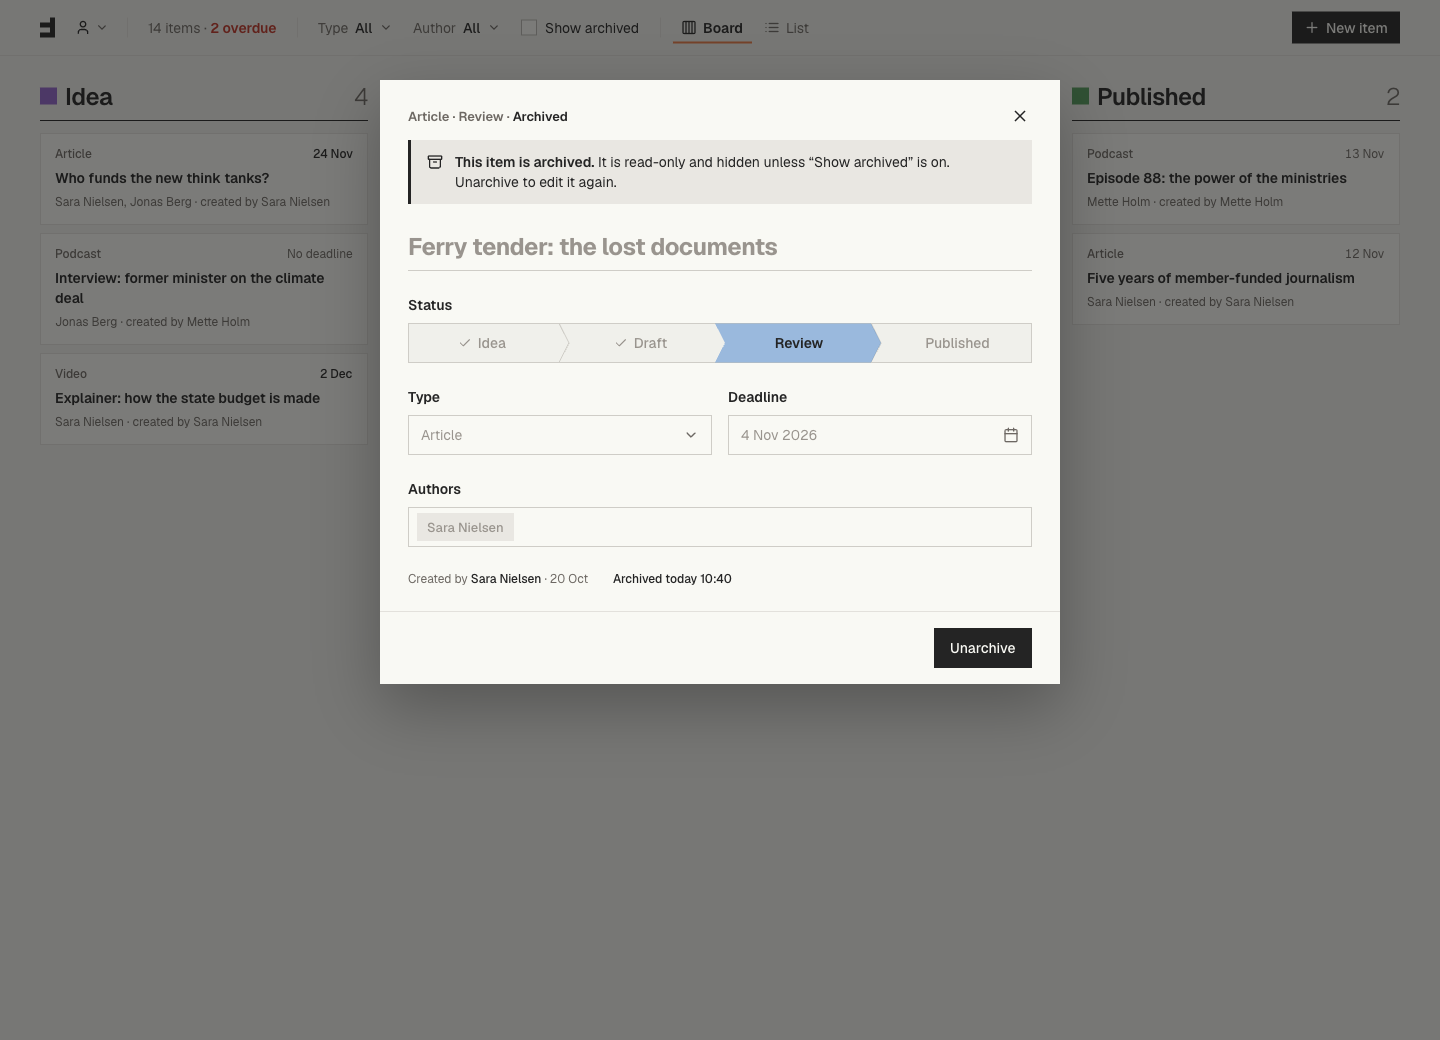 14 items · 2 overdue
Type All
Author All
Show archived
Board
List
New item
Idea 4
Article 24 Nov
Who funds the new think tanks?
Sara Nielsen, Jonas Berg · created by Sara Nielsen
Podcast No deadline
Interview: former minister on the climate
deal
Jonas Berg · created by Mette Holm
Video 2 Dec
Explainer: how the state budget is made
Sara Nielsen · created by Sara Nielsen
Article · Review · Archived
This item is archived. It is read-only and hidden unless “Show archived” is on.
Unarchive to edit it again.
Ferry tender: the lost documents
Status
Idea
Draft
Review
Published
Type
Article
Deadline
4 Nov 2026
Authors
Sara Nielsen
Created by Sara Nielsen · 20 Oct
Archived today 10:40
Unarchive
Published 2
Podcast 13 Nov
Episode 88: the power of the ministries
Mette Holm · created by Mette Holm
Article 12 Nov
Five years of member-funded journalism
Sara Nielsen · created by Sara Nielsen